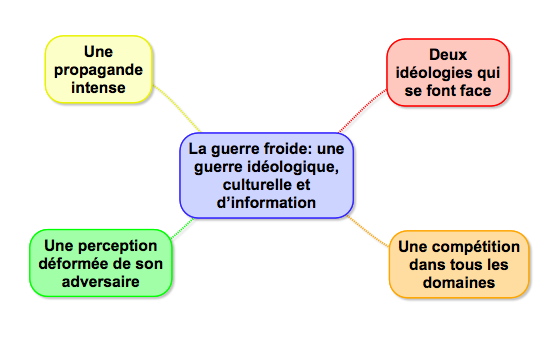 Une
propagande
intense
Deux
idéologies qui
se font face
La guerre froide: une
guerre idéologique,
culturelle et
d’information
Une perception
déformée de son
adversaire
Une compétition
dans tous les
domaines